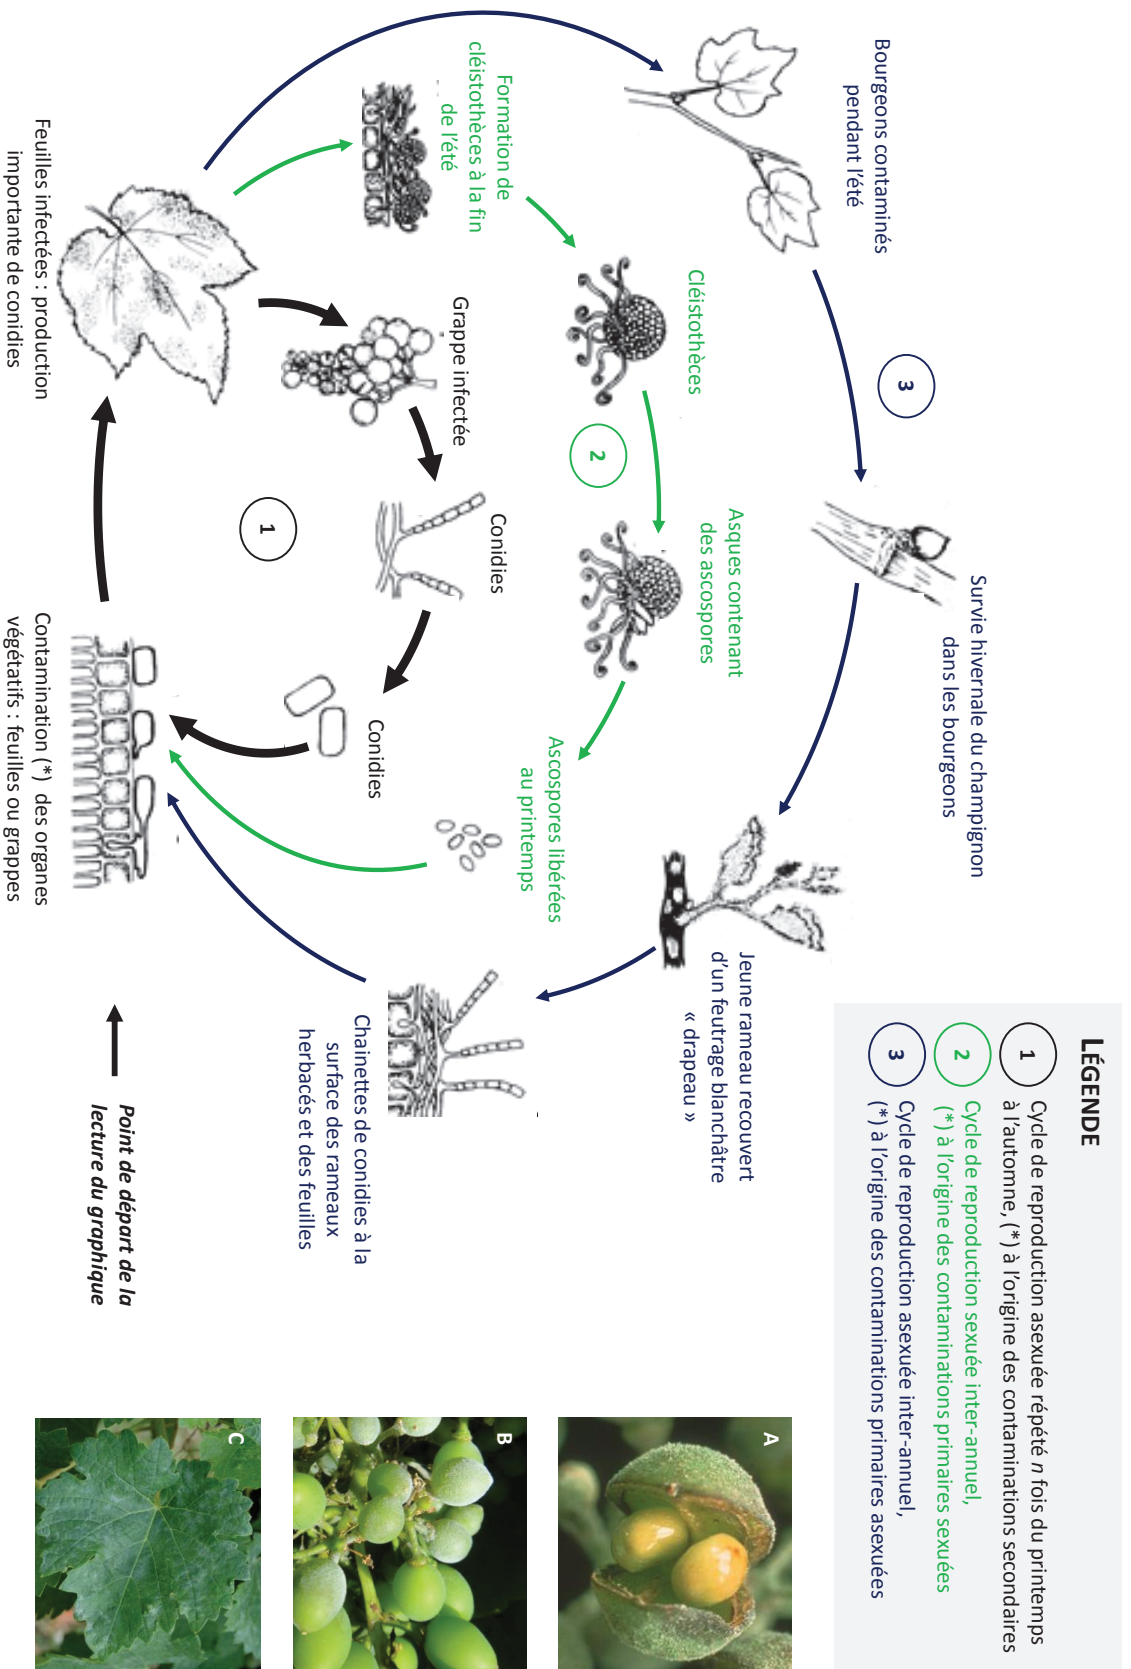 LÉGENDE
1
Cycle de reproduction asexuée répété n fois du printemps
à l'automne, (*) à l'origine des contaminations secondaires
2
Cycle de reproduction sexuée inter-annuel,
(*) à l'origine des contaminations primaires sexuées
3
Cycle de reproduction asexuée inter-annuel,
(*) à l'origine des contaminations primaires asexuées
Bourgeons contaminés
pendant l'été
3
Survie hivernale du champignon
dans les bourgeons
Jeune rameau recouvert
d'un feutrage blanchâtre
« drapeau »
Chainettes de conidies à la
surface des rameaux
herbacés et des feuilles
Formation de
cléistothèces à la fin
de l'été
Cléistothèces
2
Asques contenant
des ascospores
Ascospores libérées
au printemps
Grappe infectée
Conidies
1
Conidies
Feuilles infectées : production
importante de conidies
Contamination (*) des organes
végétatifs : feuilles ou grappes
Point de départ de la
lecture du graphique
A
B
C